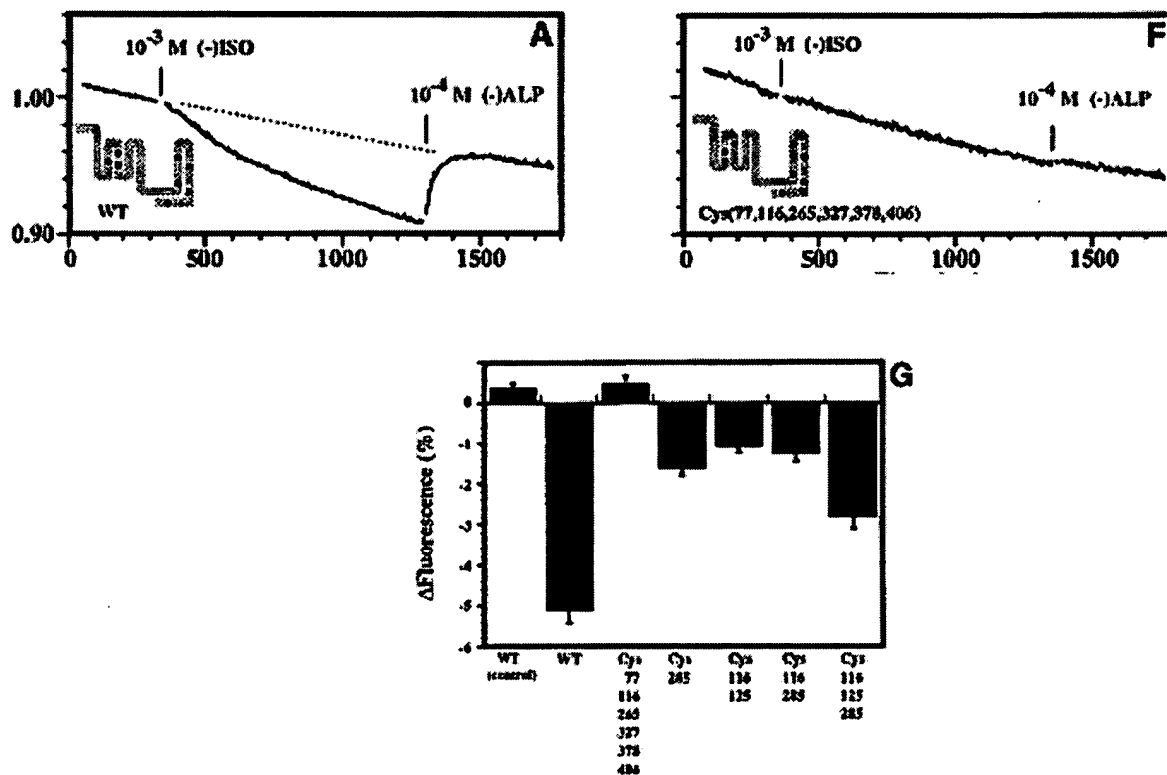 A
10⁻³ M (-)ISO
10⁻⁴ M (-)ALP
1.00
0.90
WT
0 500 1000 1500
F
10⁻³ M (-)ISO
10⁻⁴ M (-)ALP
Cys(77,116,265,327,378,406)
0 500 1000 1500
G
ΔFluorescence (%)
0
-1
-2
-3
-4
-5
-6
WT (control)
WT
Cys 77 116 265 327 378 406
Cys 285
Cys 116 125
Cys 116 285
Cys 116 125 285